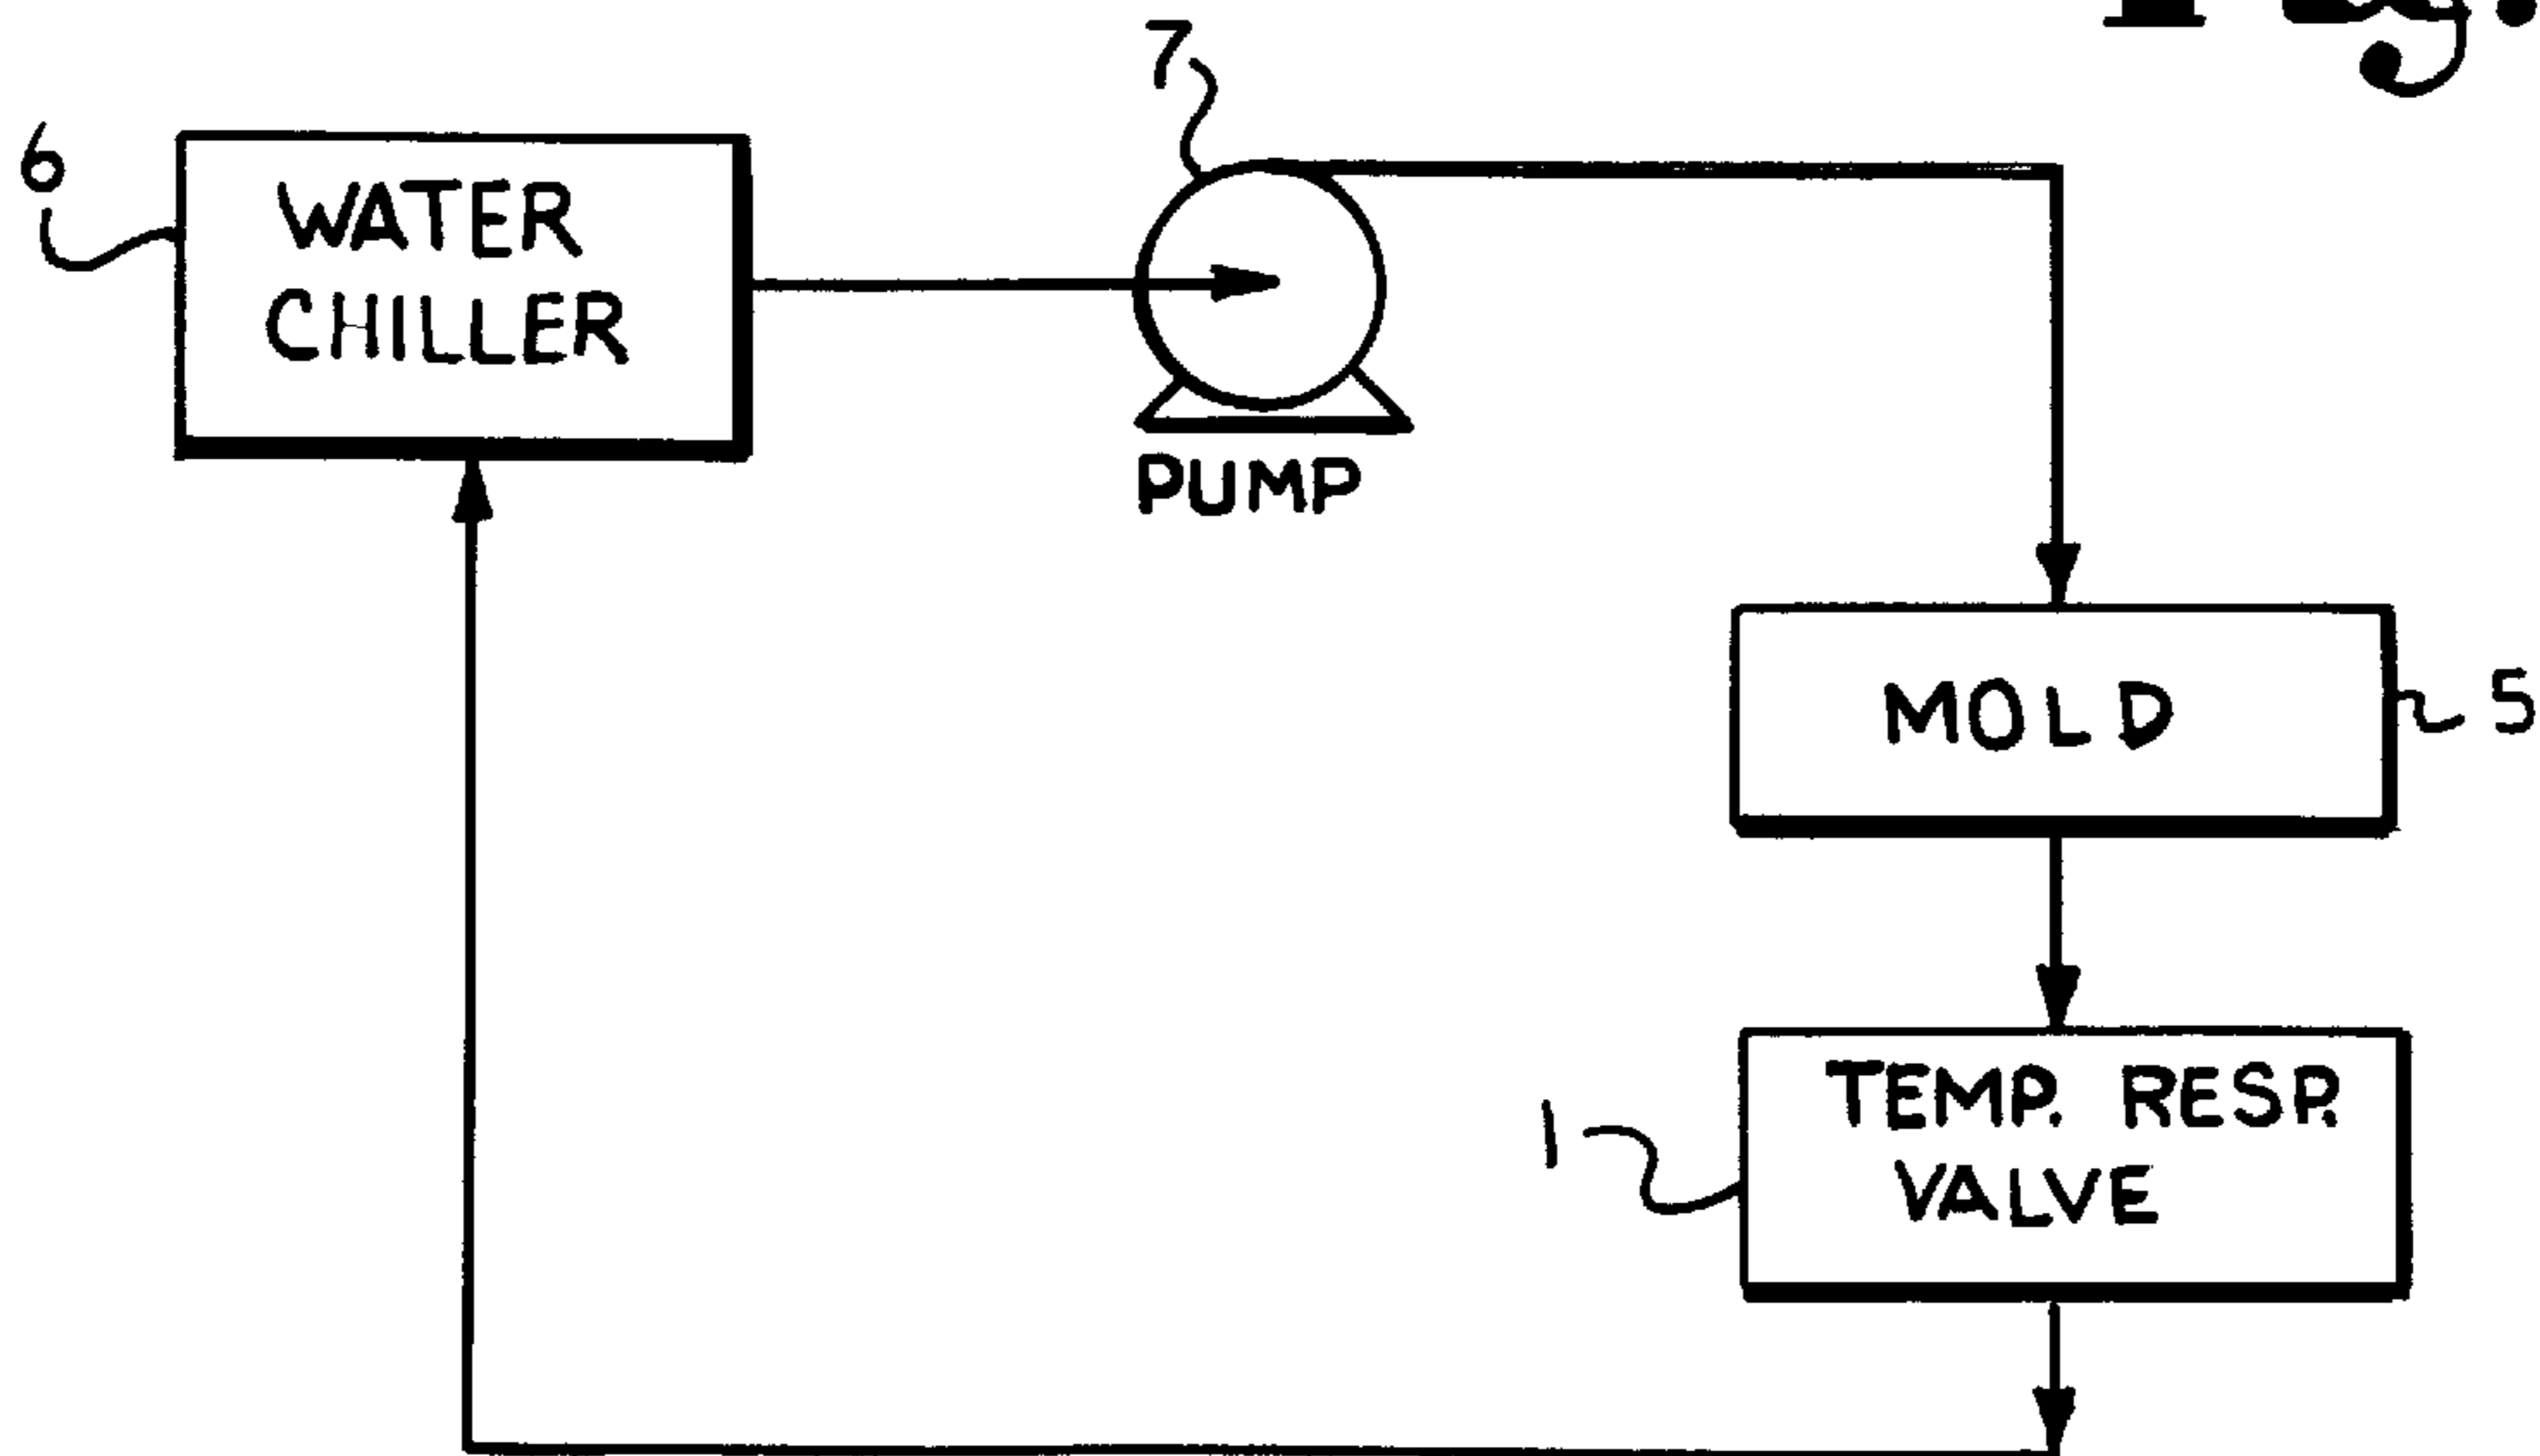 7
6
WATER
CHILLER
PUMP
MOLD
5
TEMP. RESP.
VALVE
1